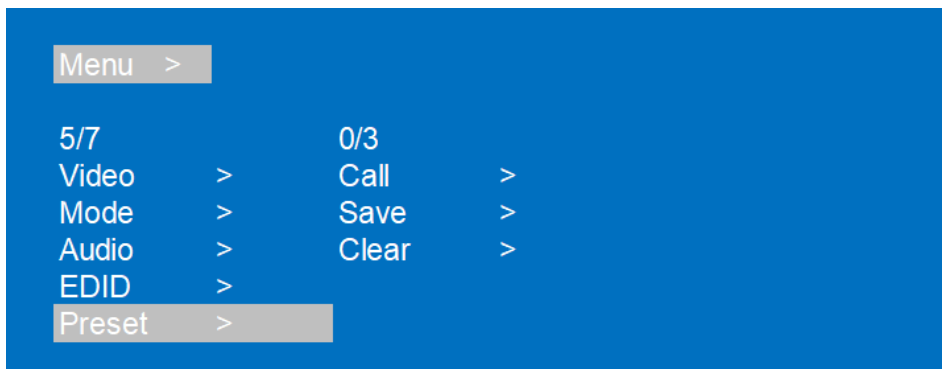 Menu >
5/7 0/3
Video > Call >
Mode > Save >
Audio > Clear >
EDID >
Preset >